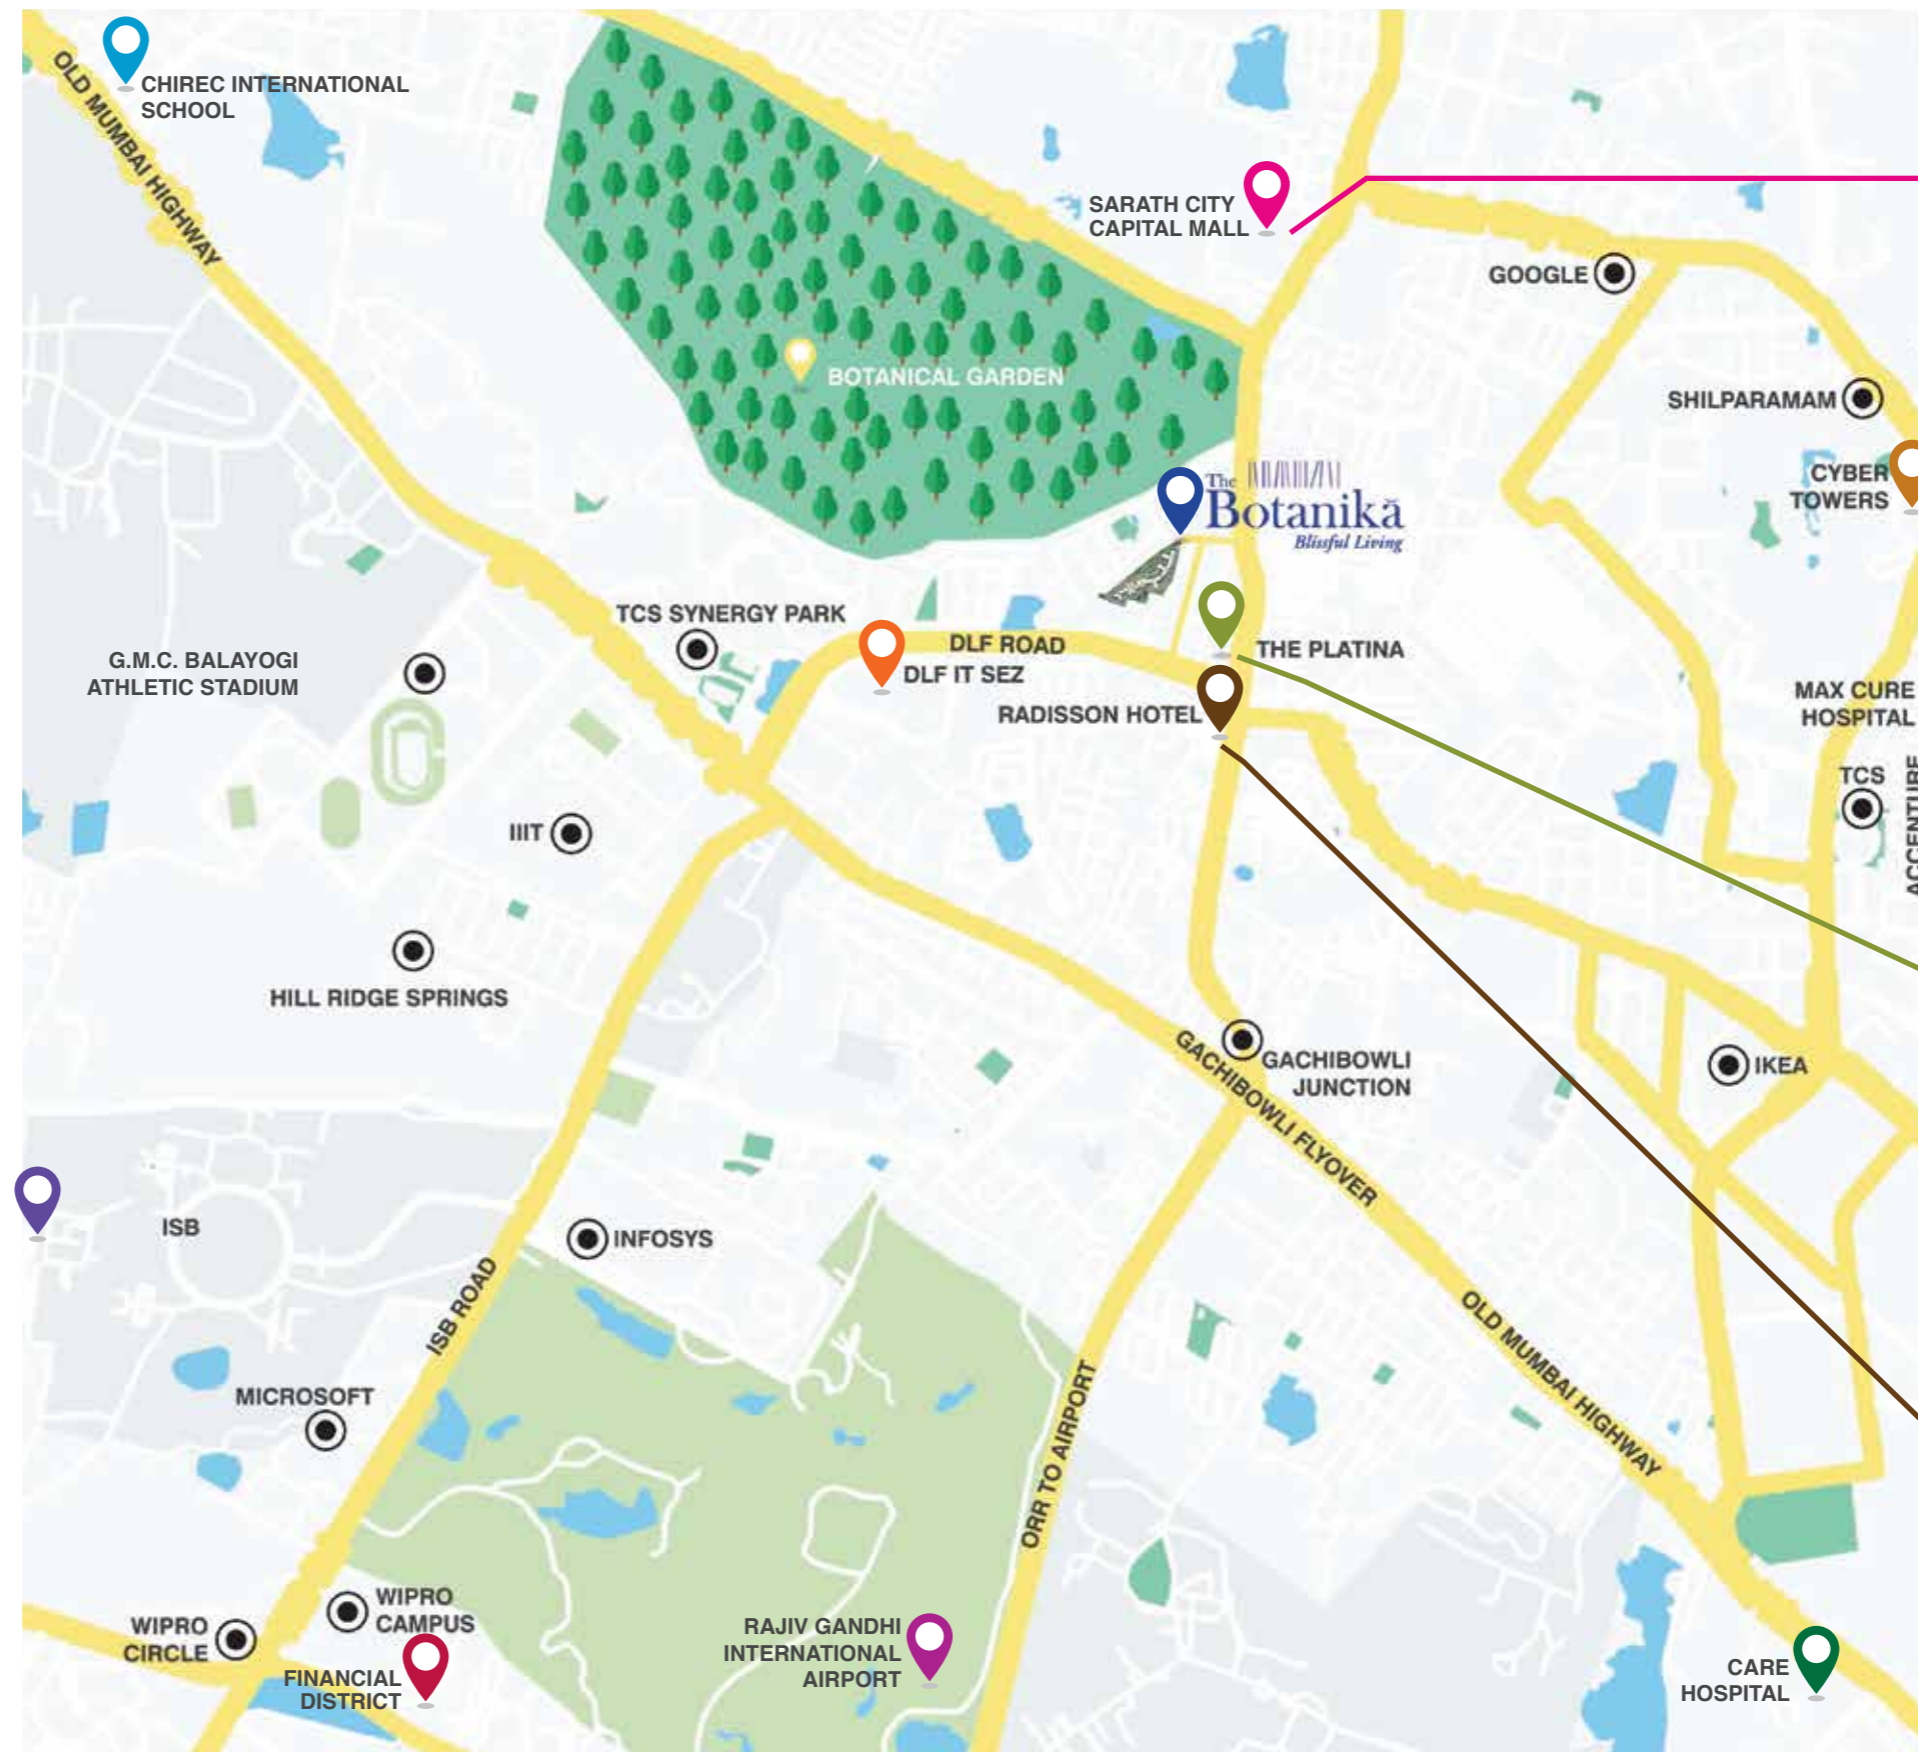 OLD MUMBAI HIGHWAY
CHIREC INTERNATIONAL
SCHOOL
SARATH CITY
CAPITAL MALL
GOOGLE
BOTANICAL GARDEN
SHILPARAMAM
CYBER
TOWERS
The
Botanikă
Blissful Living
TCS SYNERGY PARK
DLF ROAD
DLF IT SEZ
THE PLATINA
G.M.C. BALAYOGI
ATHLETIC STADIUM
RADISSON HOTEL
MAX CURE
HOSPITAL
TCS
ACCENTURE
IIIT
HILL RIDGE SPRINGS
GACHIBOWLI
JUNCTION
GACHIBOWLI FLYOVER
IKEA
ISB
INFOSYS
ISB ROAD
OLD MUMBAI HIGHWAY
MICROSOFT
ORR TO AIRPORT
WIPRO
CAMPUS
WIPRO
CIRCLE
FINANCIAL
DISTRICT
RAJIV GANDHI
INTERNATIONAL
AIRPORT
CARE
HOSPITAL